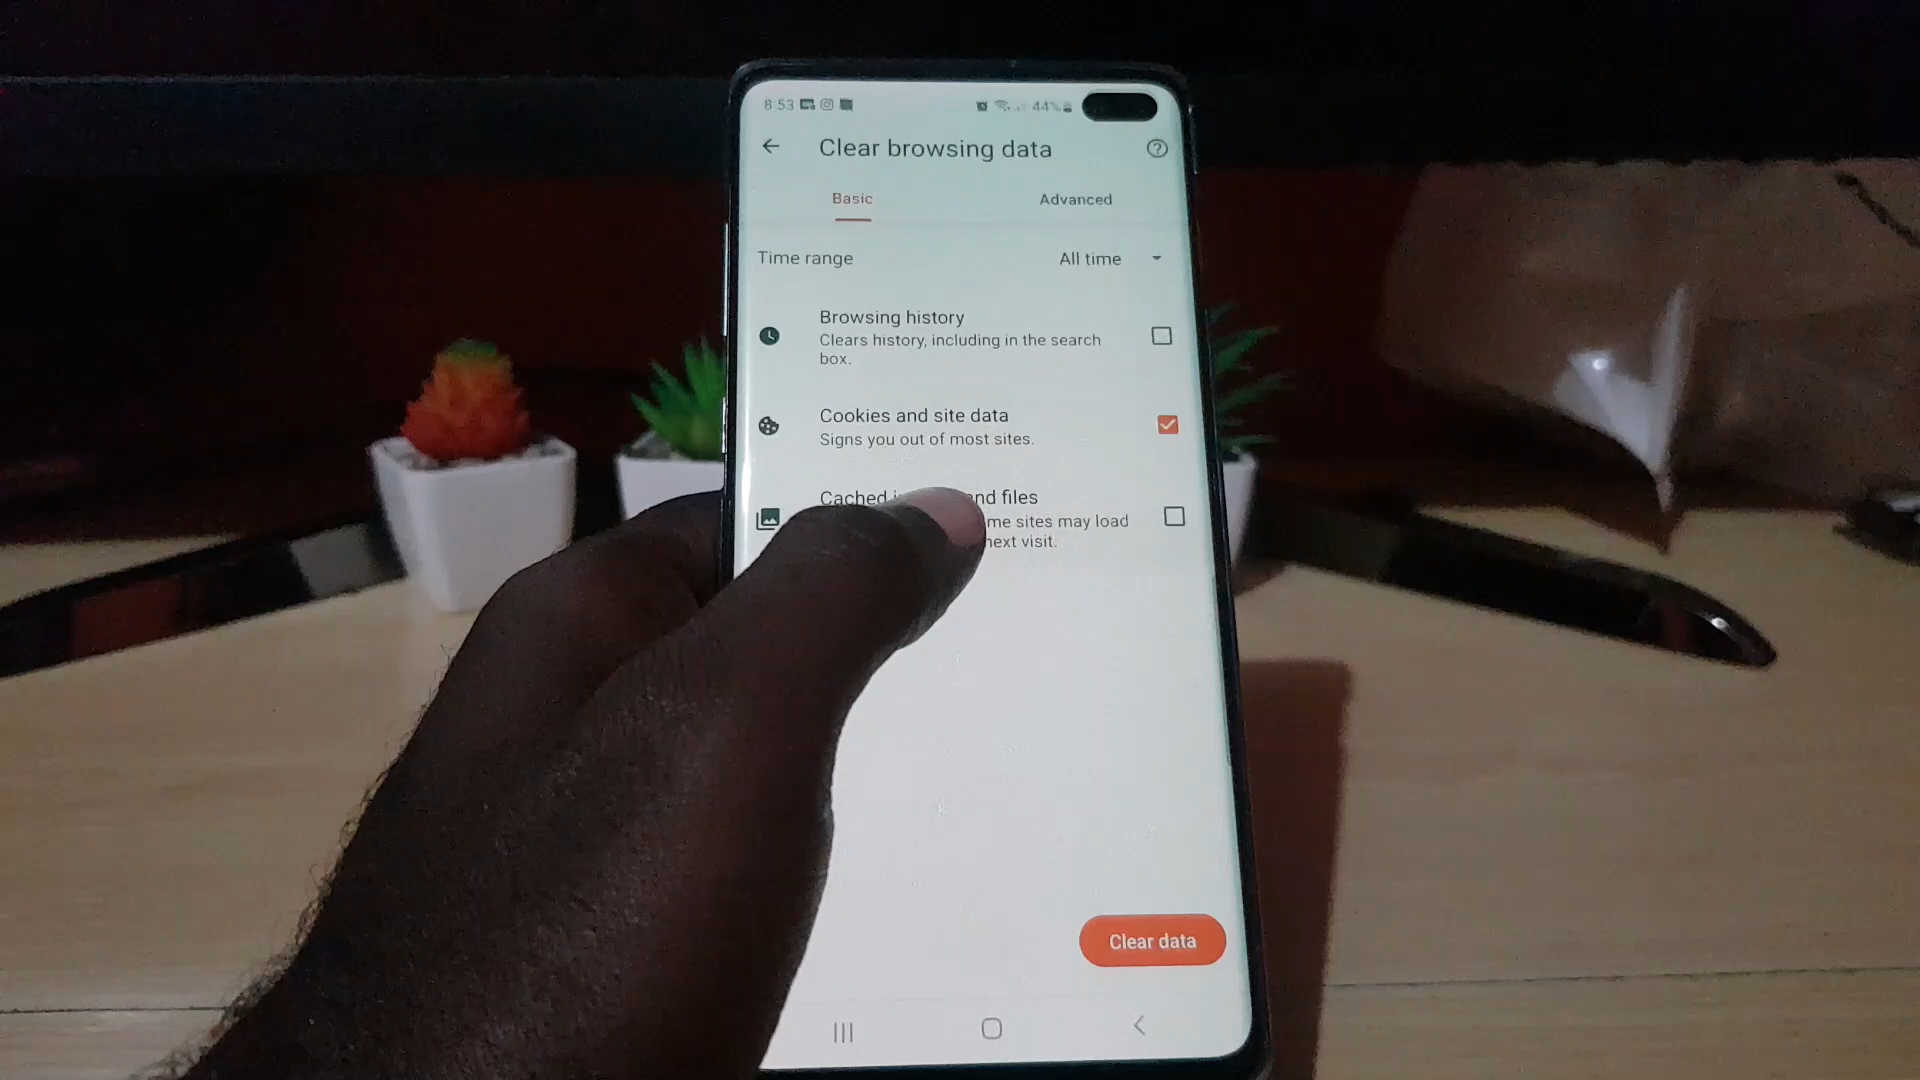 8:53 44%
Clear browsing data
Basic Advanced
Time range All time
Browsing history
Clears history, including in the search
box.
Cookies and site data
Signs you out of most sites.
Cached and files
sites may load
next visit.
Clear data